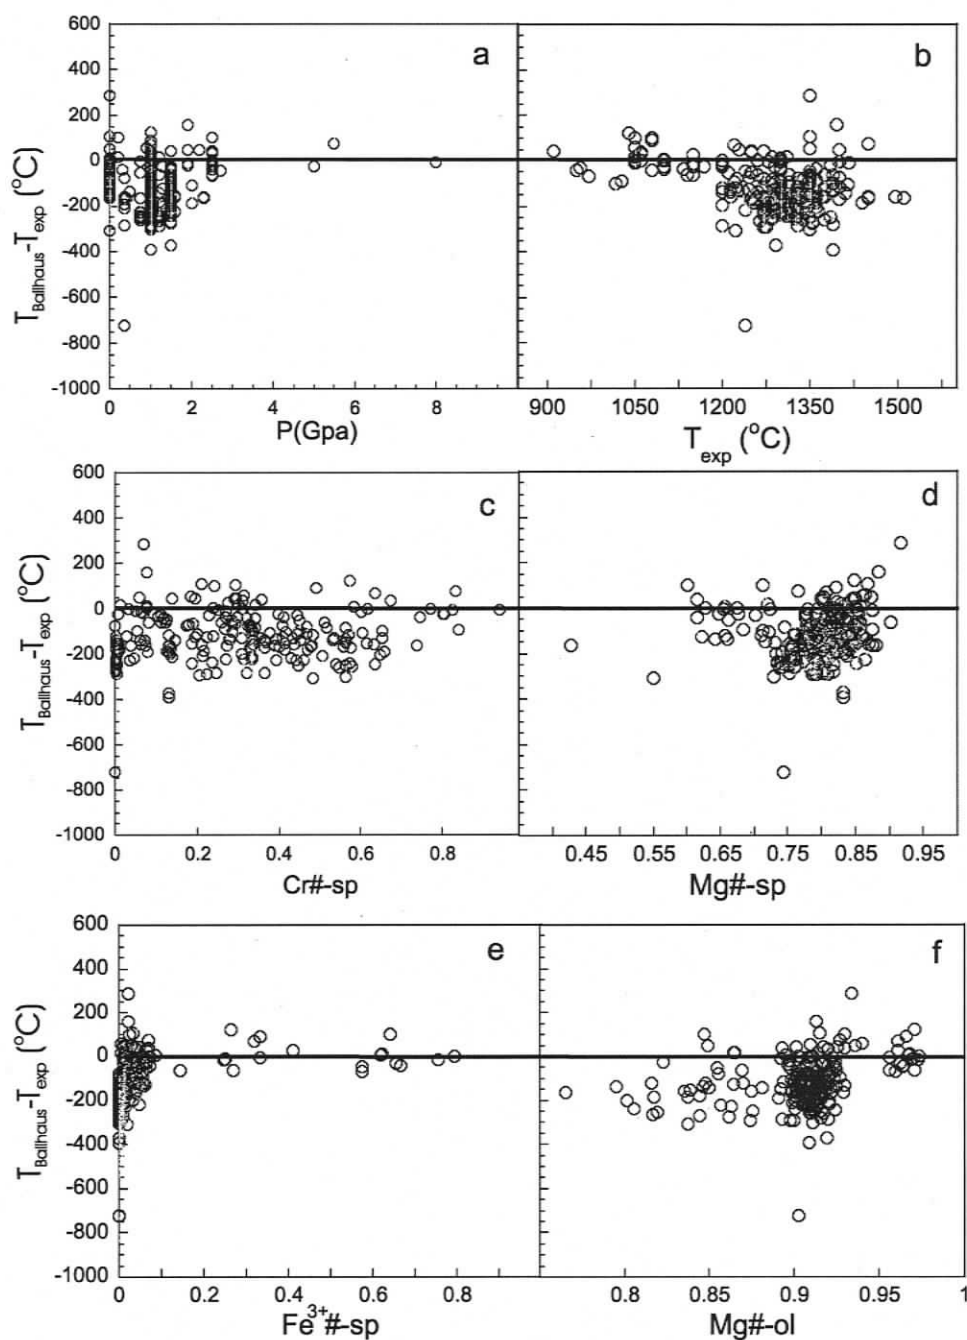 600
400
200
0
-200
-400
-600
-800
-1000
T_Ballhaus-T_exp (°C)
a
0 2 4 6 8
P(Gpa)
b
900 1050 1200 1350 1500
T_exp (°C)
600
400
200
0
-200
-400
-600
-800
-1000
T_Ballhaus-T_exp (°C)
c
0 0.2 0.4 0.6 0.8
Cr#-sp
d
0.45 0.55 0.65 0.75 0.85 0.95
Mg#-sp
600
400
200
0
-200
-400
-600
-800
-1000
T_Ballhaus-T_exp (°C)
e
0 0.2 0.4 0.6 0.8
Fe³⁺#-sp
f
0.8 0.85 0.9 0.95 1
Mg#-ol